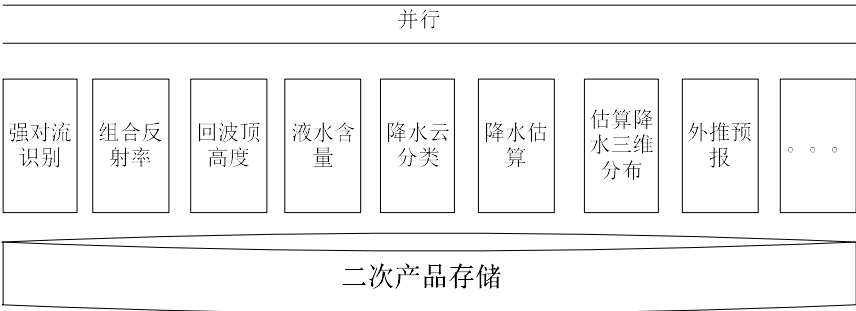 并行
强对流
识别
组合反
射率
回波顶
高度
液水含
量
降水云
分类
降水估
算
估算降
水三维
分布
外推预
报
。。。
二次产品存储